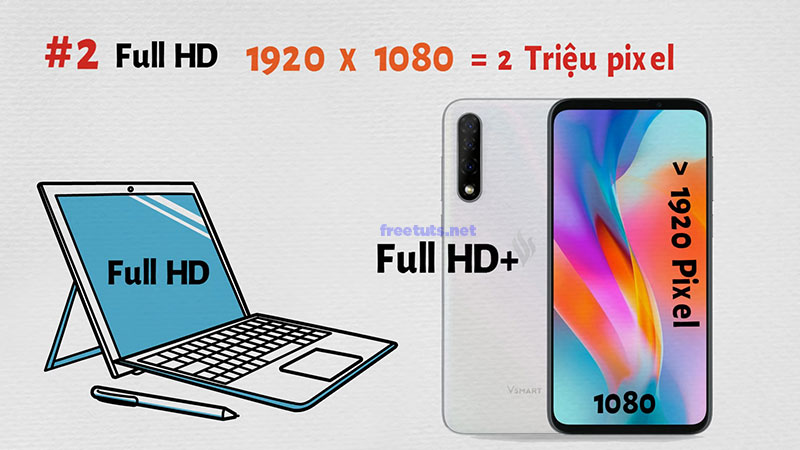 #2 Full HD 1920 x 1080 = 2 Triệu pixel
freetuts.net
Full HD
Full HD+
> 1920 Pixel
VSMART
1080